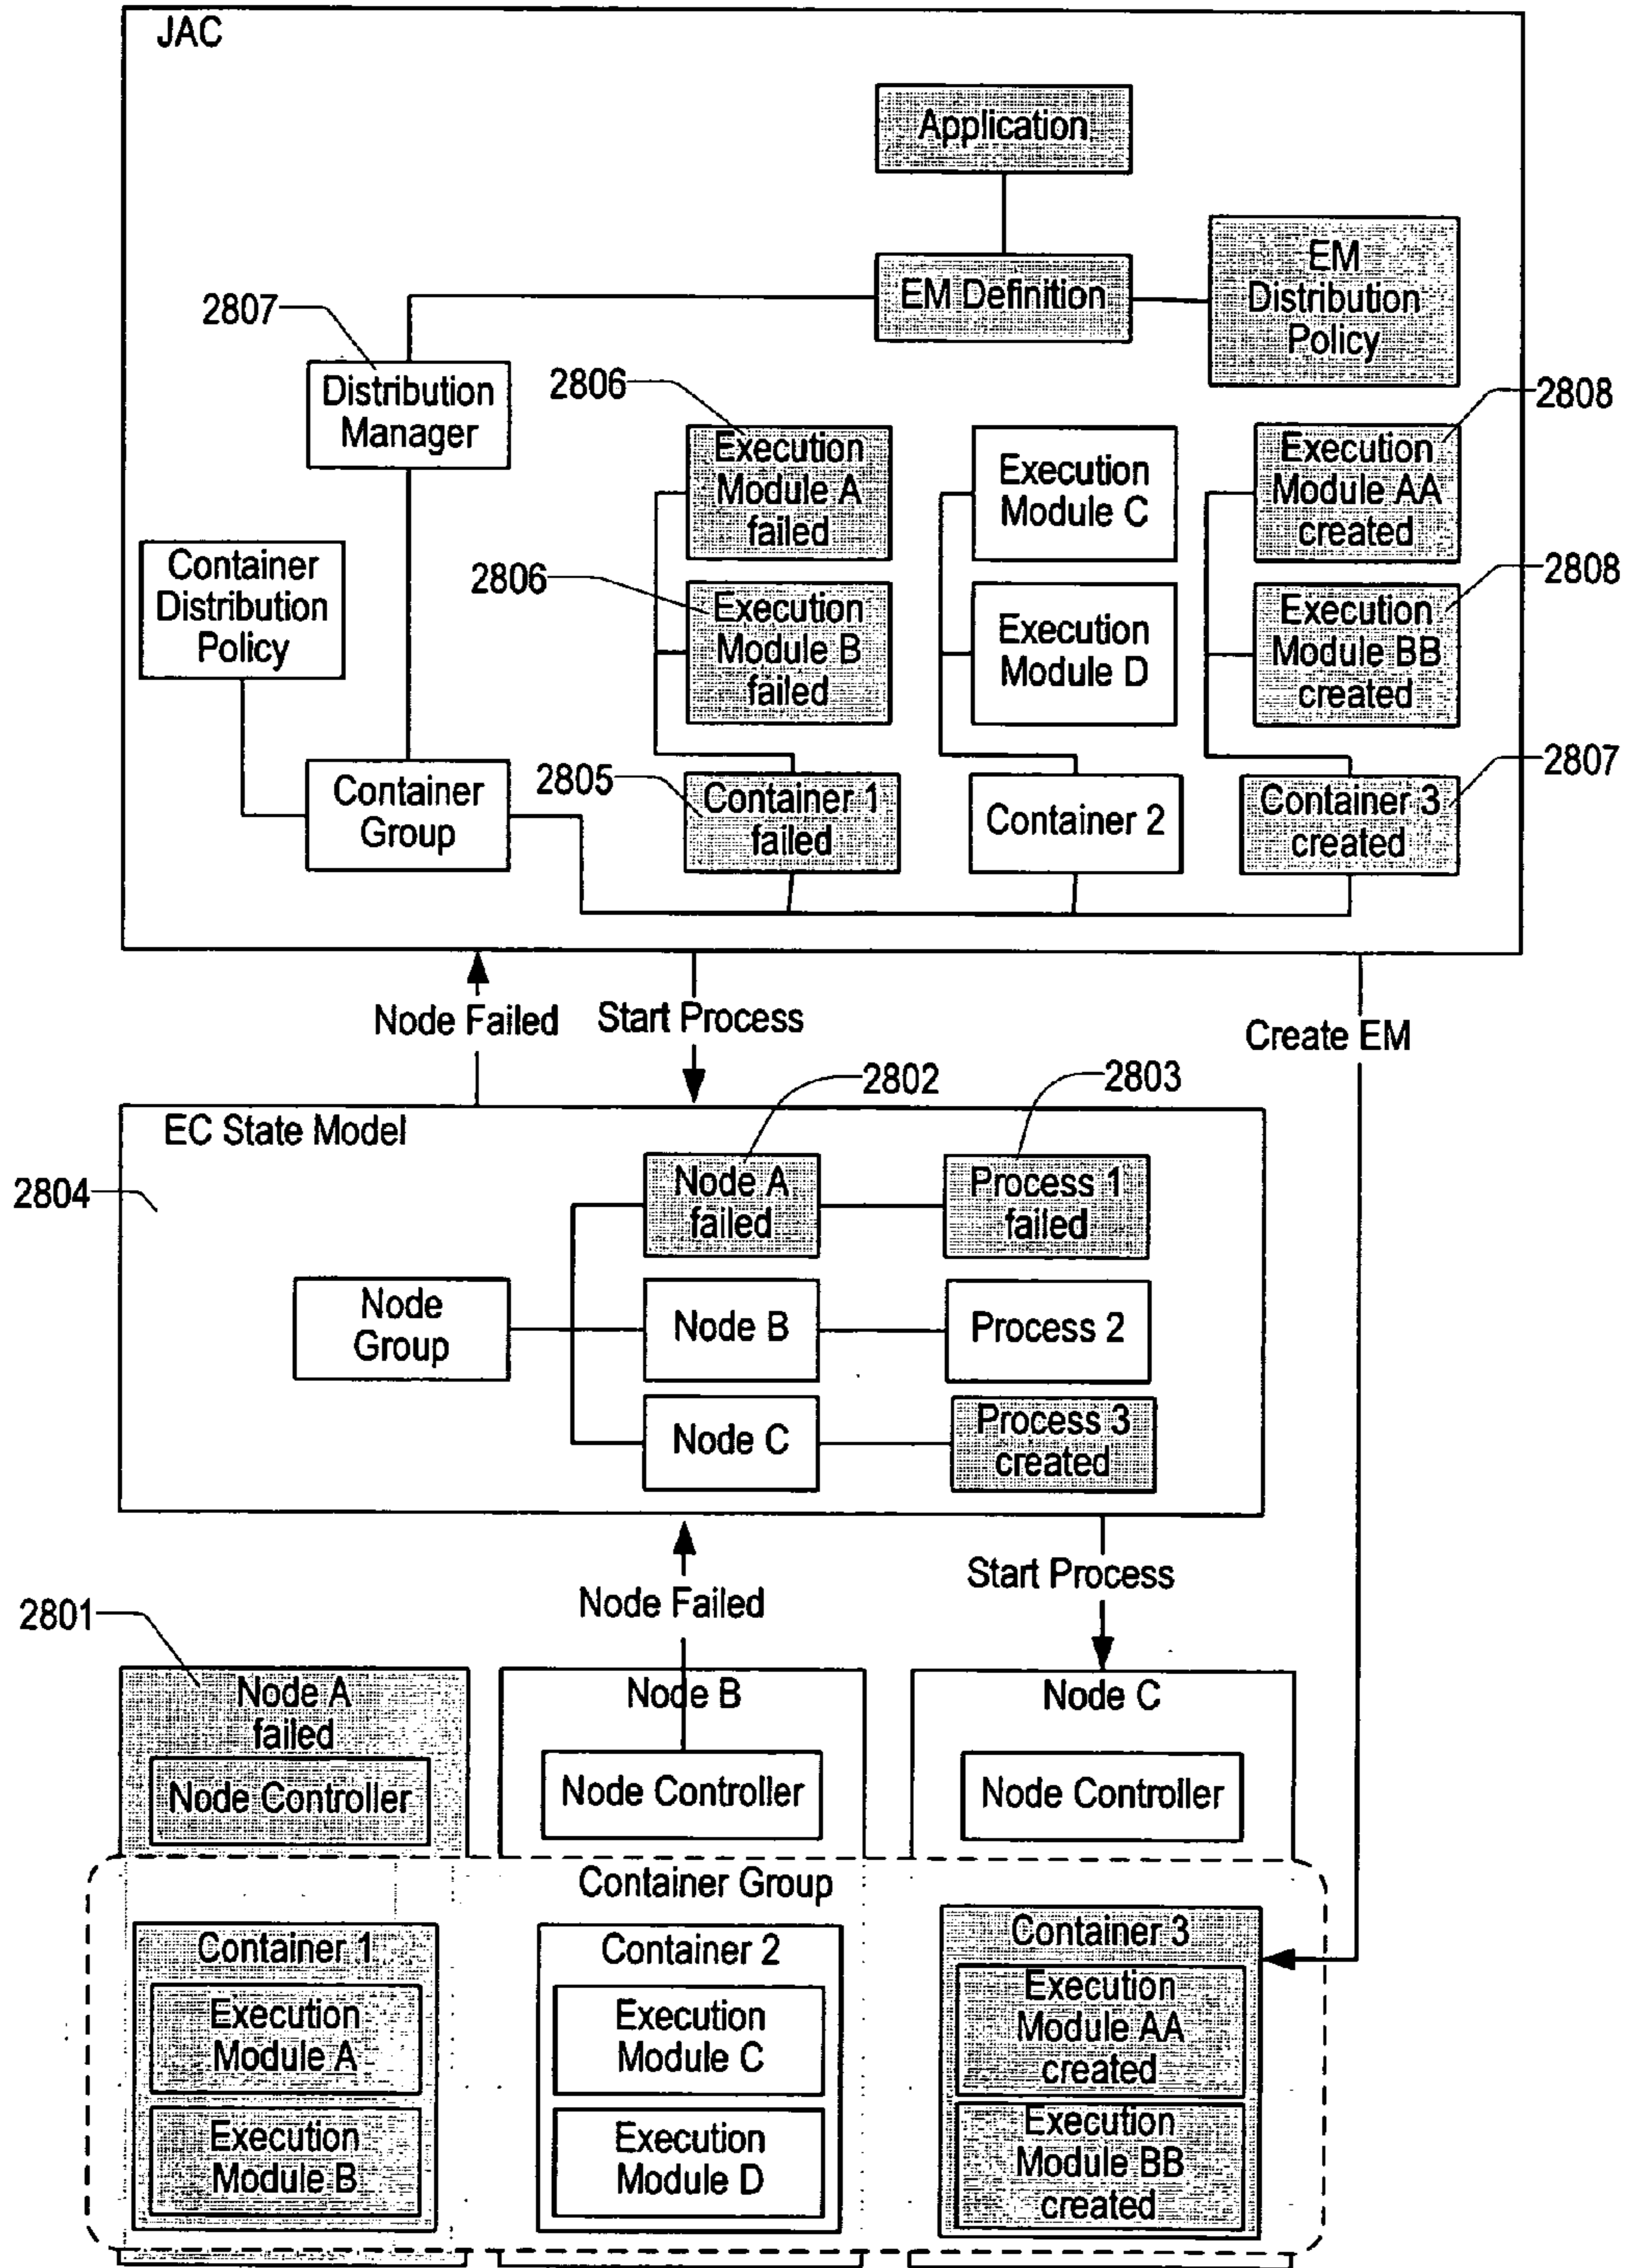 JAC
Application
EM Definition
EM
Distribution
Policy
2807
Distribution
Manager
2806
Execution
Module A
failed
Execution
Module C
Execution
Module AA
created
2808
Container
Distribution
Policy
2806
Execution
Module B
failed
Execution
Module D
Execution
Module BB
created
2808
Container
Group
2805
Container 1
failed
Container 2
Container 3
created
2807
Node Failed
Start Process
Create EM
2802
2803
EC State Model
2804
Node A
failed
Process 1
failed
Node
Group
Node B
Process 2
Node C
Process 3
created
Node Failed
Start Process
2801
Node A
failed
Node Controller
Node B
Node Controller
Node C
Node Controller
Container Group
Container 1
Execution
Module A
Execution
Module B
Container 2
Execution
Module C
Execution
Module D
Container 3
Execution
Module AA
created
Execution
Module BB
created